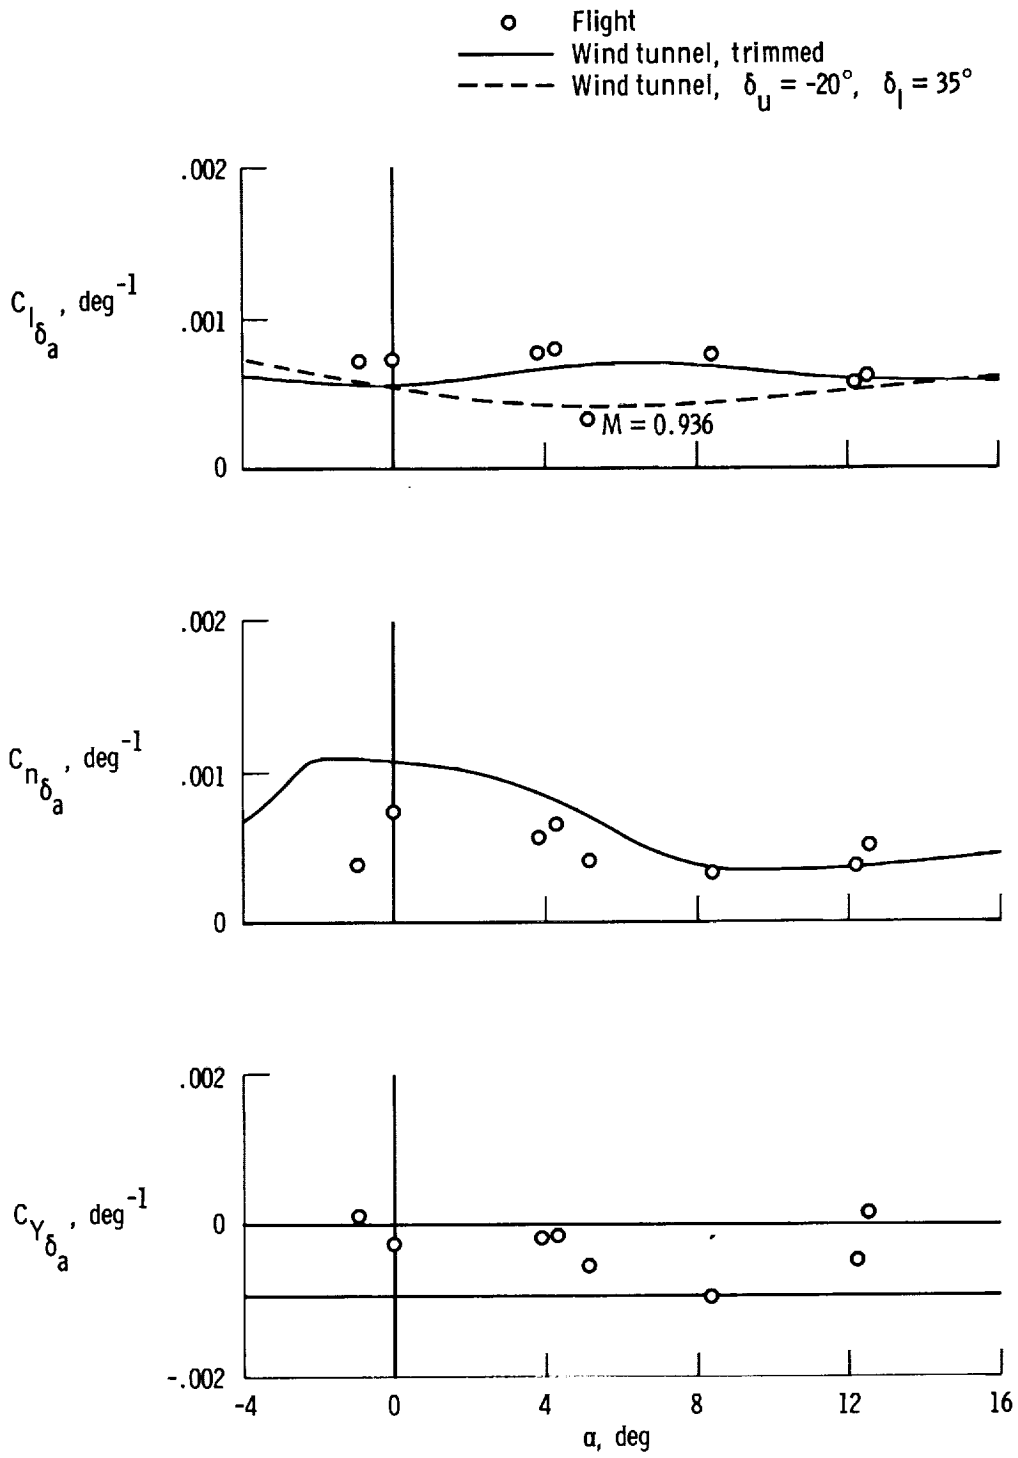 Flight
Wind tunnel, trimmed
Wind tunnel, δu = -20°, δl = 35°
.002
Clδa, deg-1
.001
0
M = 0.936
.002
Cnδa, deg-1
.001
0
.002
CYδa, deg-1
0
-.002
-4 0 4 8 12 16
α, deg